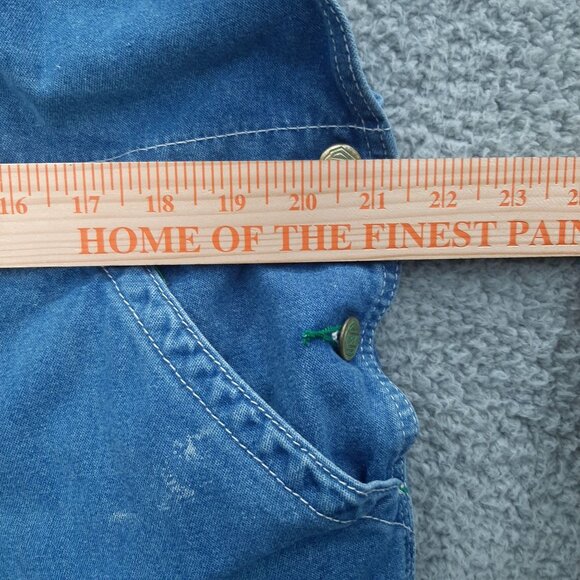 16 17 18 19 20 21 22 23
HOME OF THE FINEST PAIN